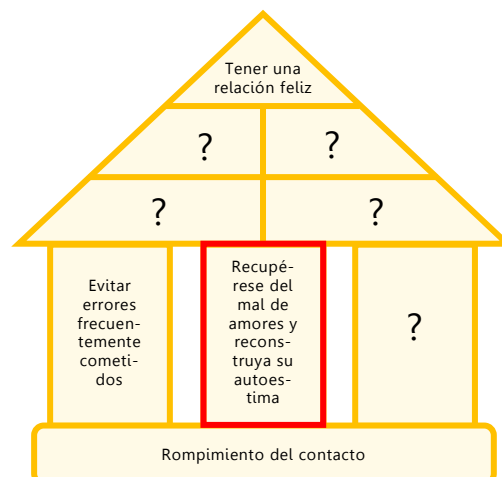 Tener una
relación feliz
?
?
?
?
Evitar
errores
frecuen-
temente
cometi-
dos
Recupé-
rese del
mal de
amores y
recons-
truya su
autoes-
tima
?
Rompimiento del contacto